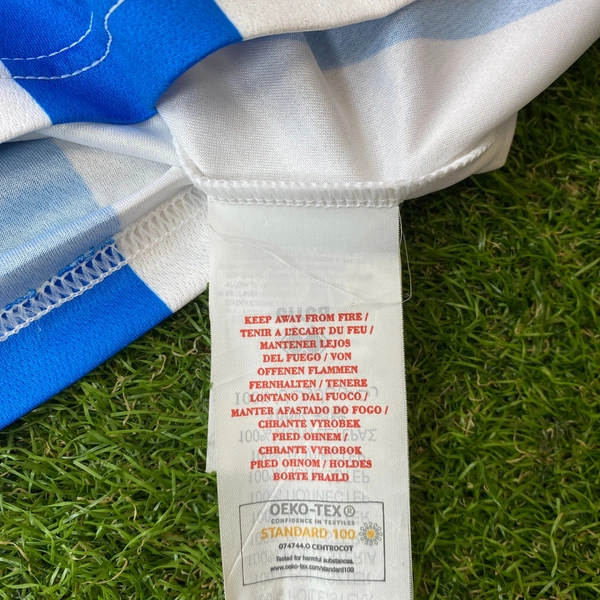 KEEP AWAY FROM FIRE /
TENIR A L'ECART DU FEU /
MANTENER LEJOS
DEL FUEGO / VON
OFFENEN FLAMMEN
FERNHALTEN / TENERE
LONTANO DAL FUOCO /
MANTER AFASTADO DO FOGO /
CHRANTE VYROBEK
PRED OHNEM /
CHRANTE VYROBOK
PRED OHNOM / HOLDES
BORTE FRAILD
OEKO-TEX®
CONFIDENCE IN TEXTILES
STANDARD 100
074744.0 CENTROCOT
Tested for harmful substances.
www.oeko-tex.com/standard100